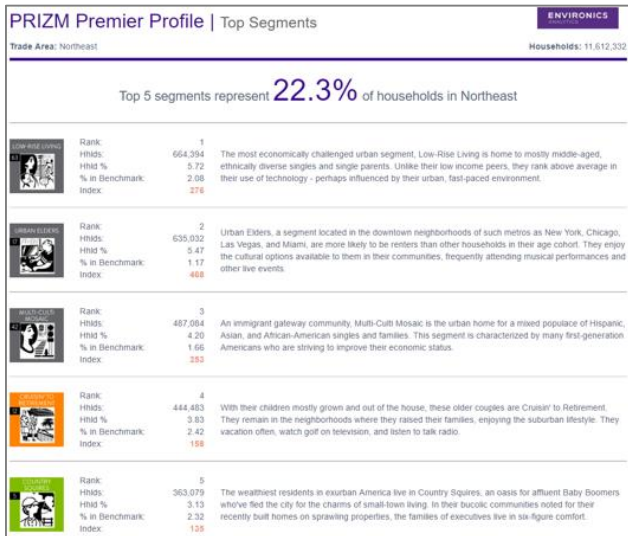 PRIZM Premier Profile | Top Segments
ENVIRONICS
ANALYTICS
Trade Area: Northeast
Households: 11,612,332
Top 5 segments represent 22.3% of households in Northeast
LOW-RISE LIVING
63
Rank: 1
Hhlds: 664,394
Hhld % 5.72
% in Benchmark: 2.08
Index: 276
The most economically challenged urban segment, Low-Rise Living is home to mostly middle-aged,
ethnically diverse singles and single parents. Unlike their low income peers, they rank above average in
their use of technology - perhaps influenced by their urban, fast-paced environment.
URBAN ELDERS
Rank: 2
Hhlds: 635,032
Hhld % 5.47
% in Benchmark: 1.17
Index: 468
Urban Elders, a segment located in the downtown neighborhoods of such metros as New York, Chicago,
Las Vegas, and Miami, are more likely to be renters than other households in their age cohort. They enjoy
the cultural options available to them in their communities, frequently attending musical performances and
other live events.
MULTI-CULTI
MOSAIC
42
Rank: 3
Hhlds: 487,084
Hhld % 4.20
% in Benchmark: 1.66
Index: 252
An immigrant gateway community, Multi-Culti Mosaic is the urban home for a mixed populace of Hispanic,
Asian, and African-American singles and families. This segment is characterized by many first-generation
Americans who are striving to improve their economic status.
CRUISIN' TO
RETIREMENT
Rank: 4
Hhlds: 444,483
Hhld % 3.83
% in Benchmark: 2.42
Index: 158
With their children mostly grown and out of the house, these older couples are Cruisin' to Retirement.
They remain in the neighborhoods where they raised their families, enjoying the suburban lifestyle. They
vacation often, watch golf on television, and listen to talk radio.
COUNTRY
SQUIRES
5
Rank: 5
Hhlds: 363,079
Hhld % 3.13
% in Benchmark: 2.32
Index: 135
The wealthiest residents in exurban America live in Country Squires, an oasis for affluent Baby Boomers
who've fled the city for the charms of small-town living. In their bucolic communities noted for their
recently built homes on sprawling properties, the families of executives live in six-figure comfort.